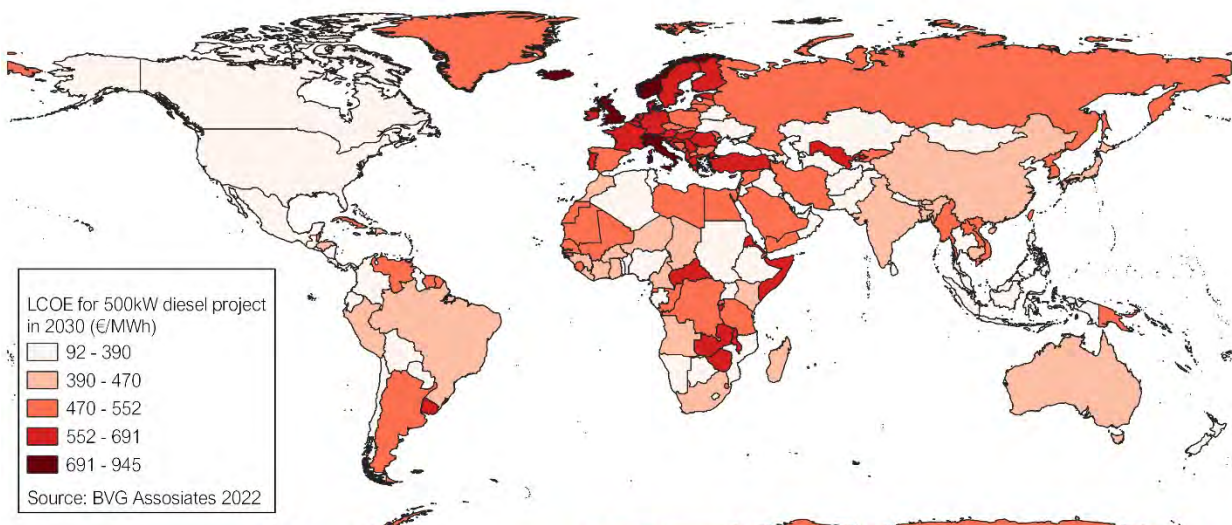 LCOE for 500kW diesel project
in 2030 (€/MWh)
92 - 390
390 - 470
470 - 552
552 - 691
691 - 945
Source: BVG Assosiates 2022